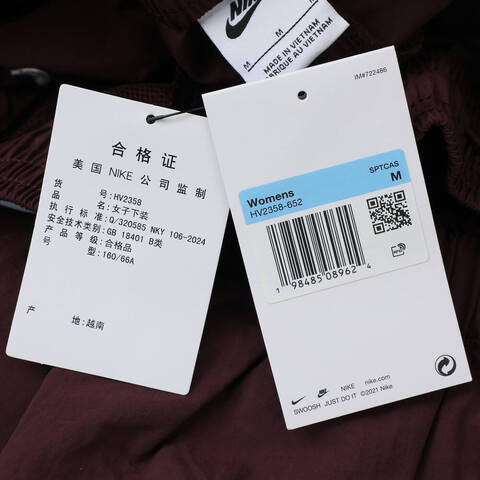 NIKE
M
M
M
MADE IN VIETNAM
FABRIQUÉ AU VIETNAM
合格证
美国 NIKE 公司监制
货号:HV2358
品名:女子下装
执行标准:Q/320585 NKY 106-2024
安全技术类别:GB 18401 B类
产品等级:合格品
型号:160/66A
产地:越南
IM#722486
SPTCAS
Womens
M
HV2358-652
1 98485 08962 4
RFID
NIKE nike.com
SWOOSH JUST DO IT ©2021 Nike